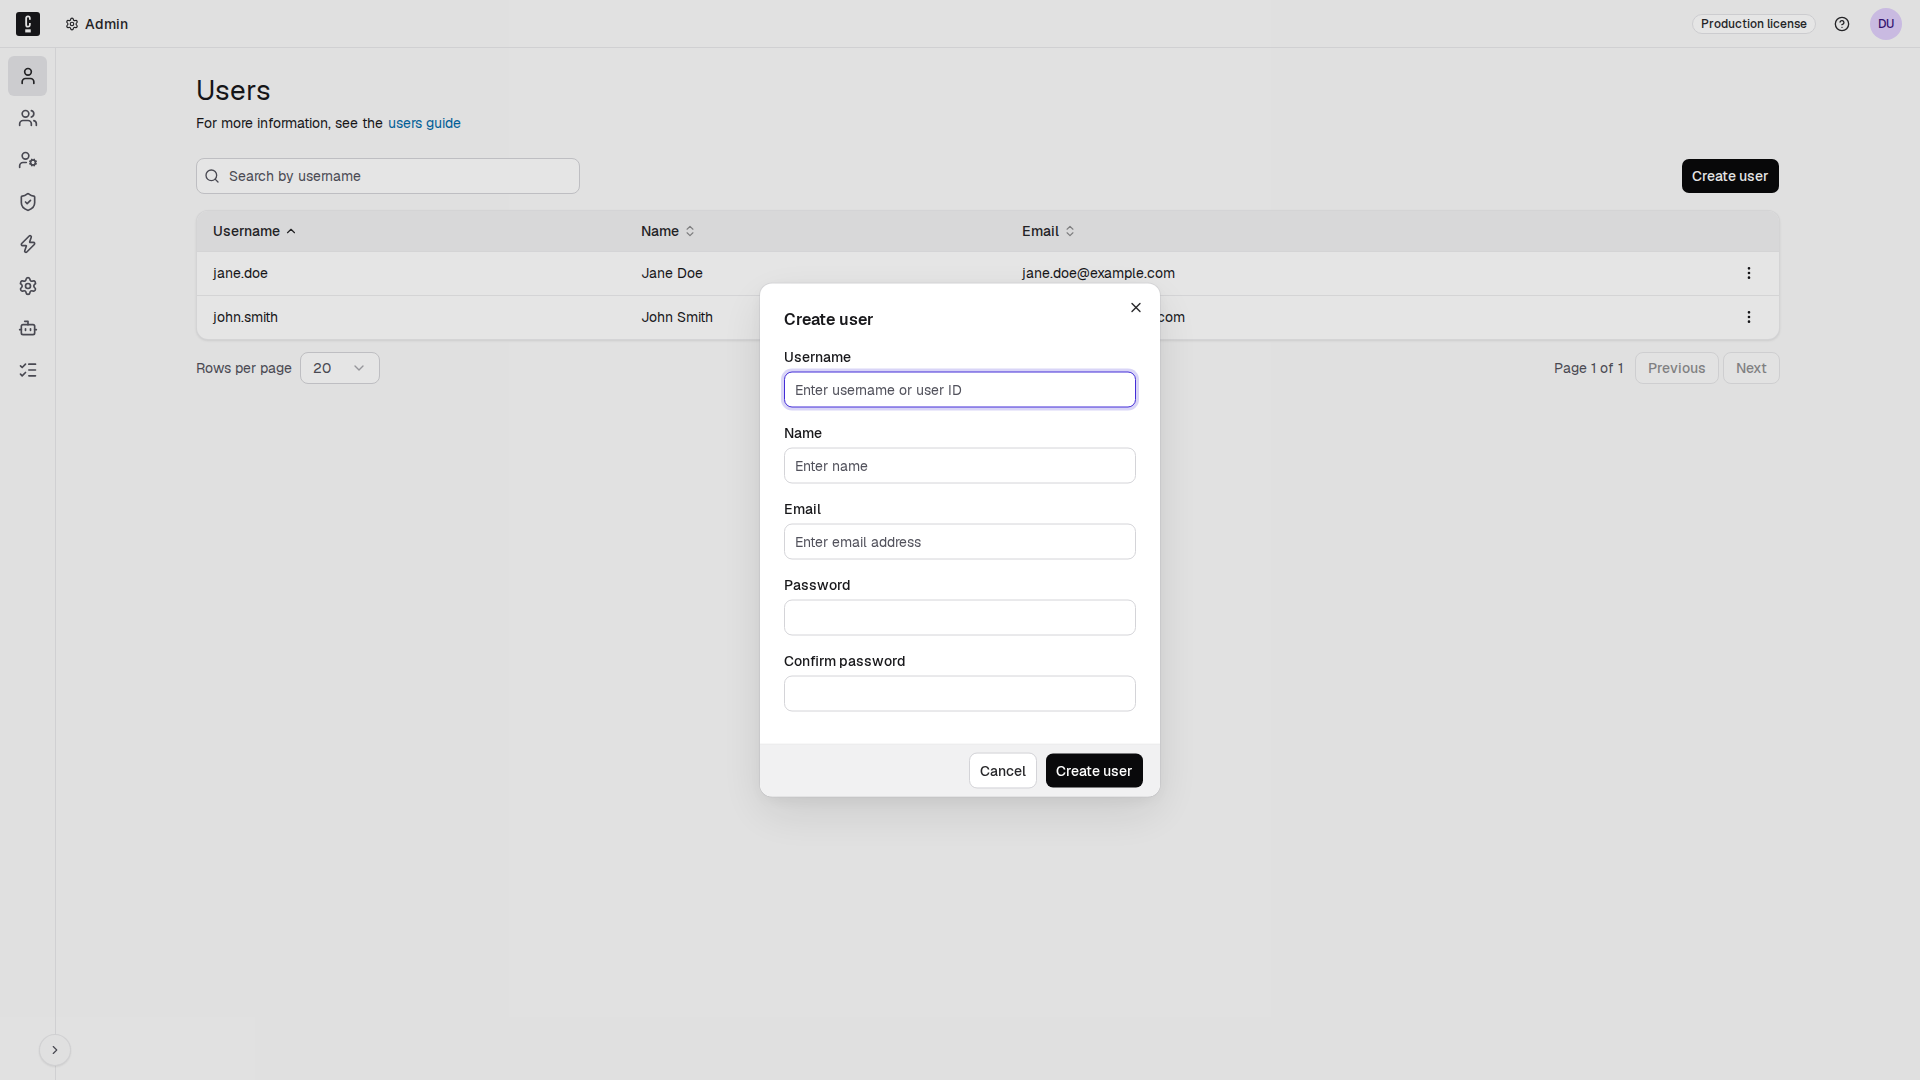 Admin
Production license
DU
Users
For more information, see the users guide
Search by username
Create user
Username Name Email
jane.doe Jane Doe jane.doe@example.com
john.smith John Smith com
Rows per page 20
Page 1 of 1 Previous Next
Create user
Username
Enter username or user ID
Name
Enter name
Email
Enter email address
Password
Confirm password
Cancel Create user